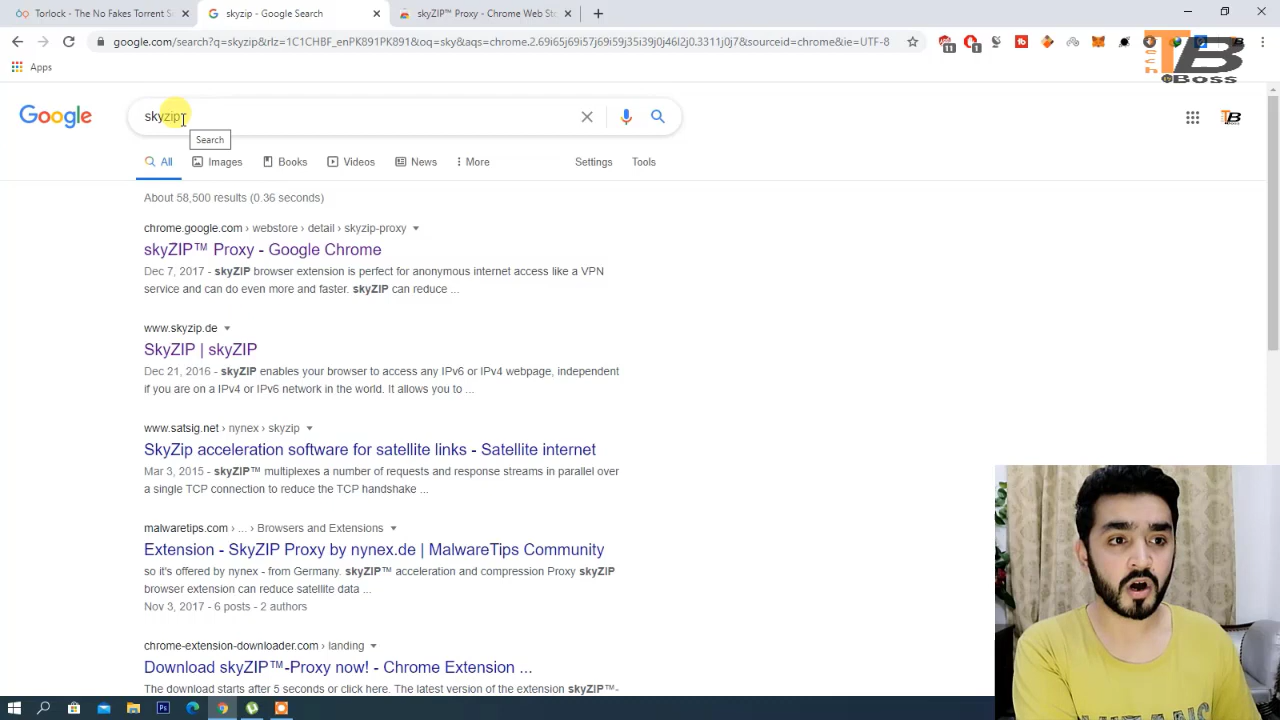 Torlock - The No Fakes Torrent S
skyzip - Google Search
skyZIP™ Proxy - Chrome Web St
google.com/search?q=skyzip&rlz=1C1CHBF_enPK891PK891&oq=sky&aqs=chrome.2.69i65j69i57j69i59j35i39j0j46l2j0.3311j0j7&sourceid=chrome&ie=UTF-8
11
1
Apps
Tech
TB
Boss
Google
skyzip
Search
TB
All
Images
Books
Videos
News
More
Settings
Tools
About 58,500 results (0.36 seconds)
chrome.google.com › webstore › detail › skyzip-proxy
skyZIP™ Proxy - Google Chrome
Dec 7, 2017 - skyZIP browser extension is perfect for anonymous internet access like a VPN
service and can do even more and faster. skyZIP can reduce ...
www.skyzip.de
SkyZIP | skyZIP
Dec 21, 2016 - skyZIP enables your browser to access any IPv6 or IPv4 webpage, independent
if you are on a IPv4 or IPv6 network in the world. It allows you to ...
www.satsig.net › nynex › skyzip
SkyZip acceleration software for satellite links - Satellite internet
Mar 3, 2015 - skyZIP™ multiplexes a number of requests and response streams in parallel over
a single TCP connection to reduce the TCP handshake ...
malwaretips.com › ... › Browsers and Extensions
Extension - SkyZIP Proxy by nynex.de | MalwareTips Community
so it's offered by nynex - from Germany. skyZIP™ acceleration and compression Proxy skyZIP
browser extension can reduce satellite data ...
Nov 3, 2017 - 6 posts - 2 authors
chrome-extension-downloader.com › landing
Download skyZIP™-Proxy now! - Chrome Extension ...
The download starts after 5 seconds or click here. The latest version of the extension skyZIP™-
Ps